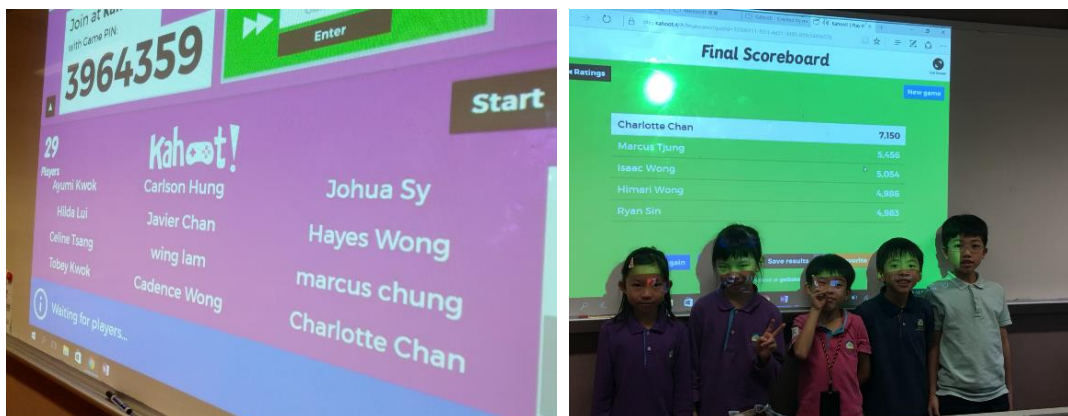 Join at
with Game PIN:
3964359
Enter
Start
29
Players
Kahoot!
Ayumi Kwok
Hilda Lui
Celine Tsang
Tobey Kwok
Carlson Hung
Javier Chan
wing lam
Cadence Wong
Johua Sy
Hayes Wong
marcus chung
Charlotte Chan
Waiting for players...
Final Scoreboard
Ratings
New game
Charlotte Chan 7,150
Marcus Tjung 5,456
Isaac Wong 5,054
Himari Wong 4,986
Ryan Sin 4,983
again
Save results